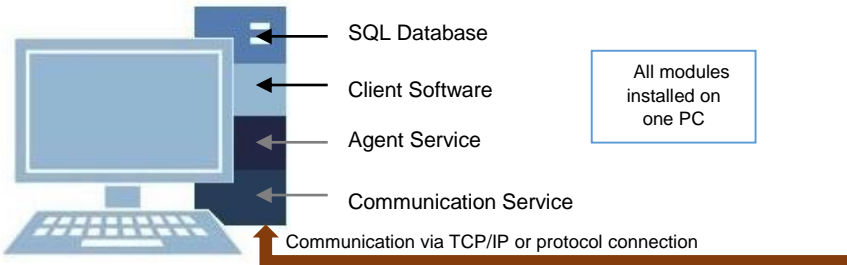 SQL Database
Client Software
Agent Service
Communication Service
All modules
installed on
one PC
Communication via TCP/IP or protocol connection